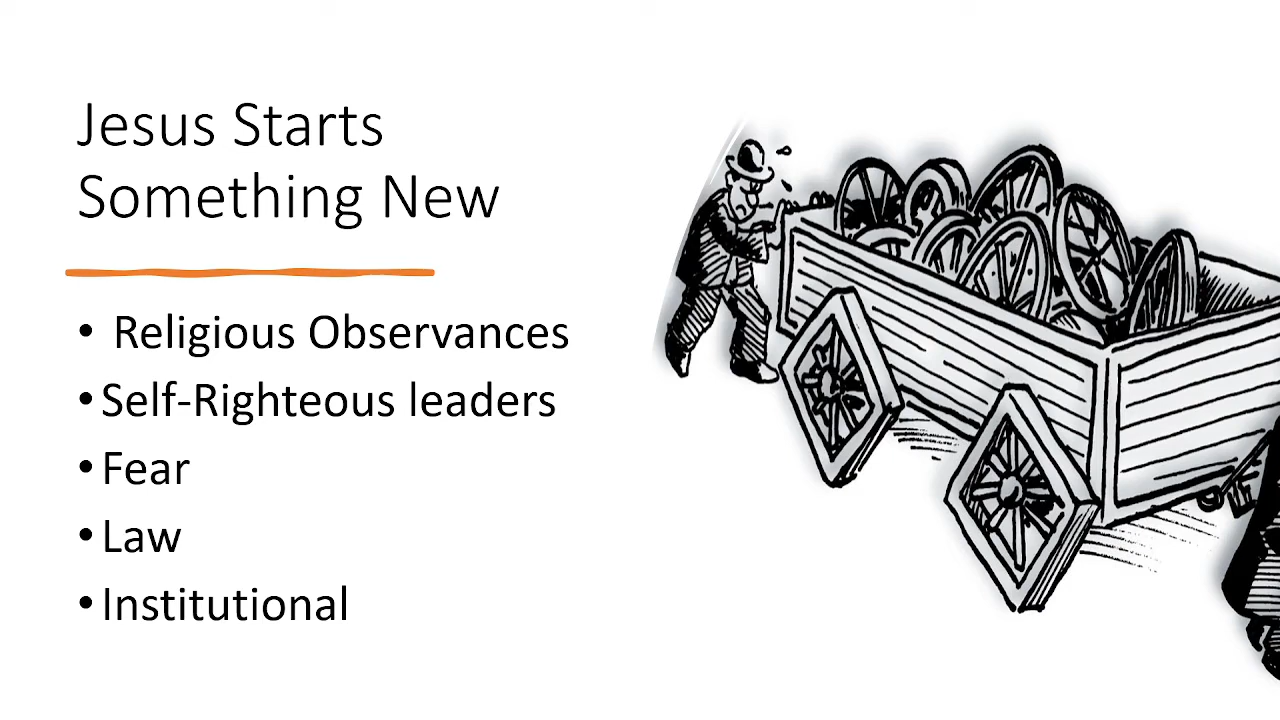 Jesus Starts
Something New
• Religious Observances
• Self-Righteous leaders
• Fear
• Law
• Institutional